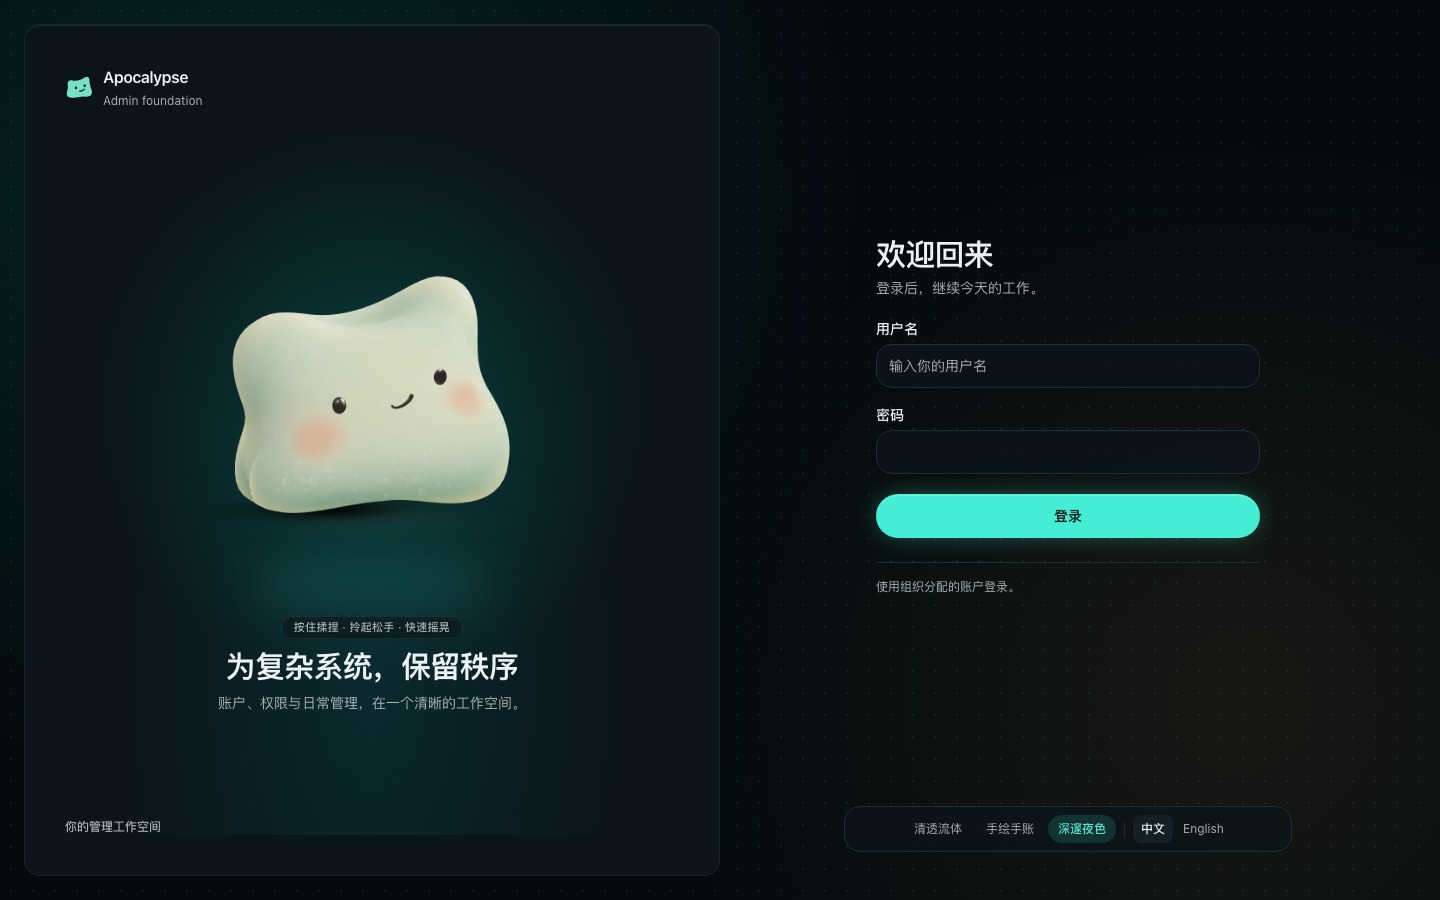 Apocalypse
Admin foundation
按住揉捏 · 拎起松手 · 快速摇晃
为复杂系统，保留秩序
账户、权限与日常管理，在一个清晰的工作空间。
你的管理工作空间
欢迎回来
登录后，继续今天的工作。
用户名
输入你的用户名
密码
登录
使用组织分配的账户登录。
清透流体 手绘手账 深邃夜色 中文 English